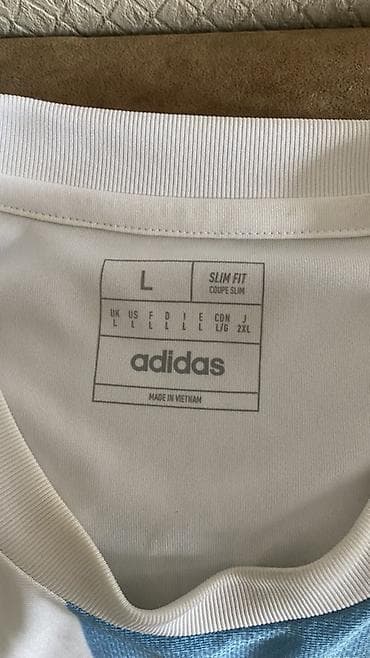 L
SLIM FIT
COUPE SLIM
UK US F D I E CDN J
L L L L L L L/G 2XL
adidas
MADE IN VIETNAM